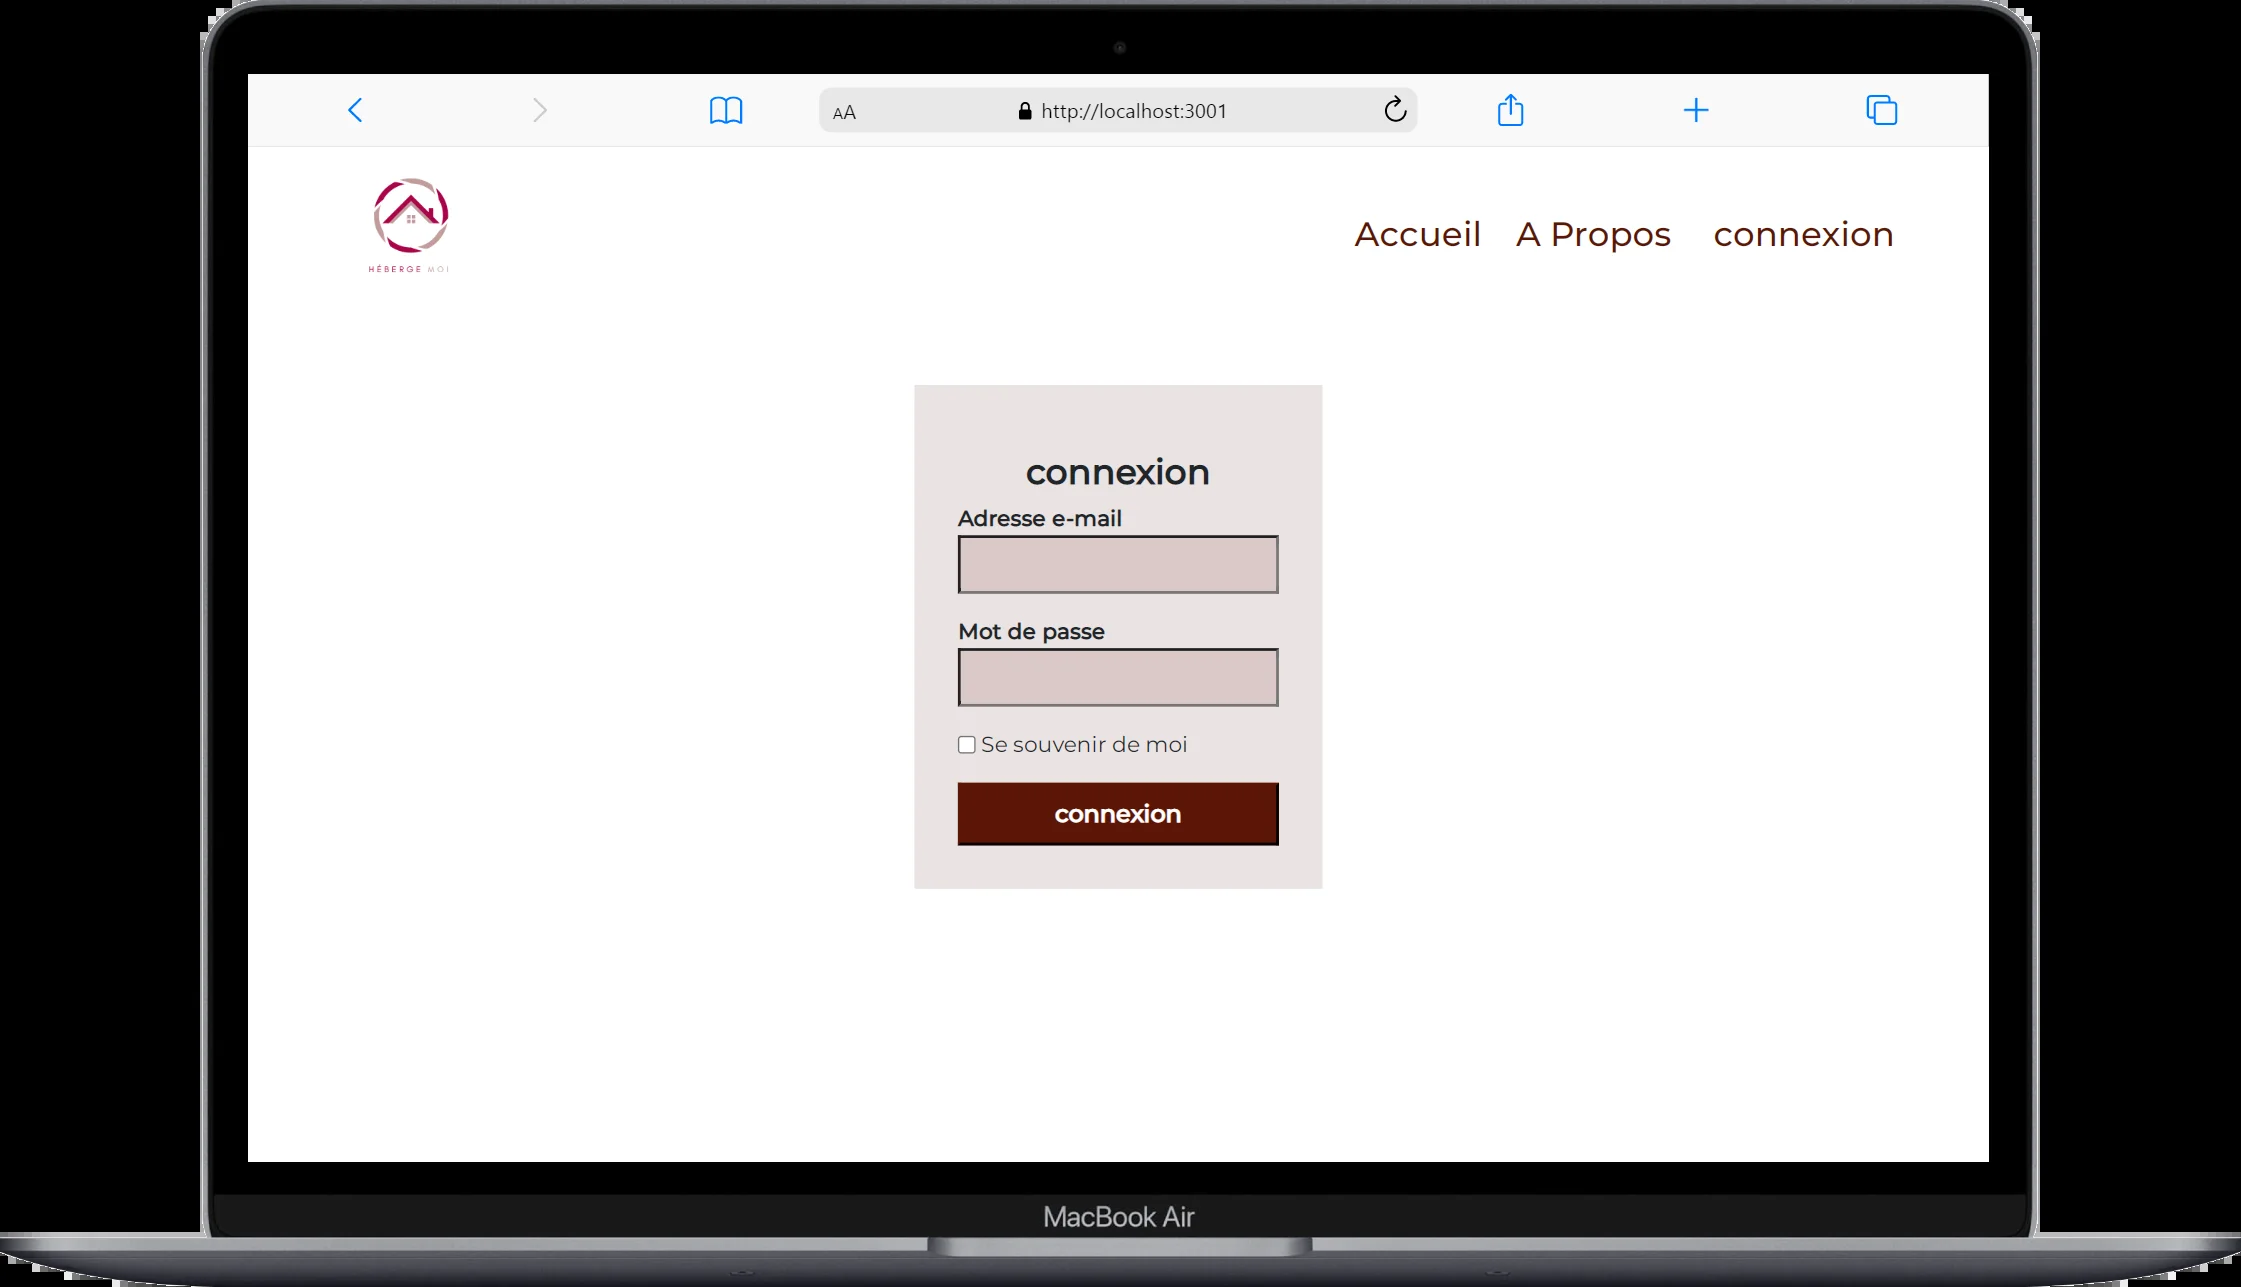 AA http://localhost:3001
HÉBERGE MOI
Accueil A Propos connexion
connexion
Adresse e-mail
Mot de passe
Se souvenir de moi
connexion
MacBook Air